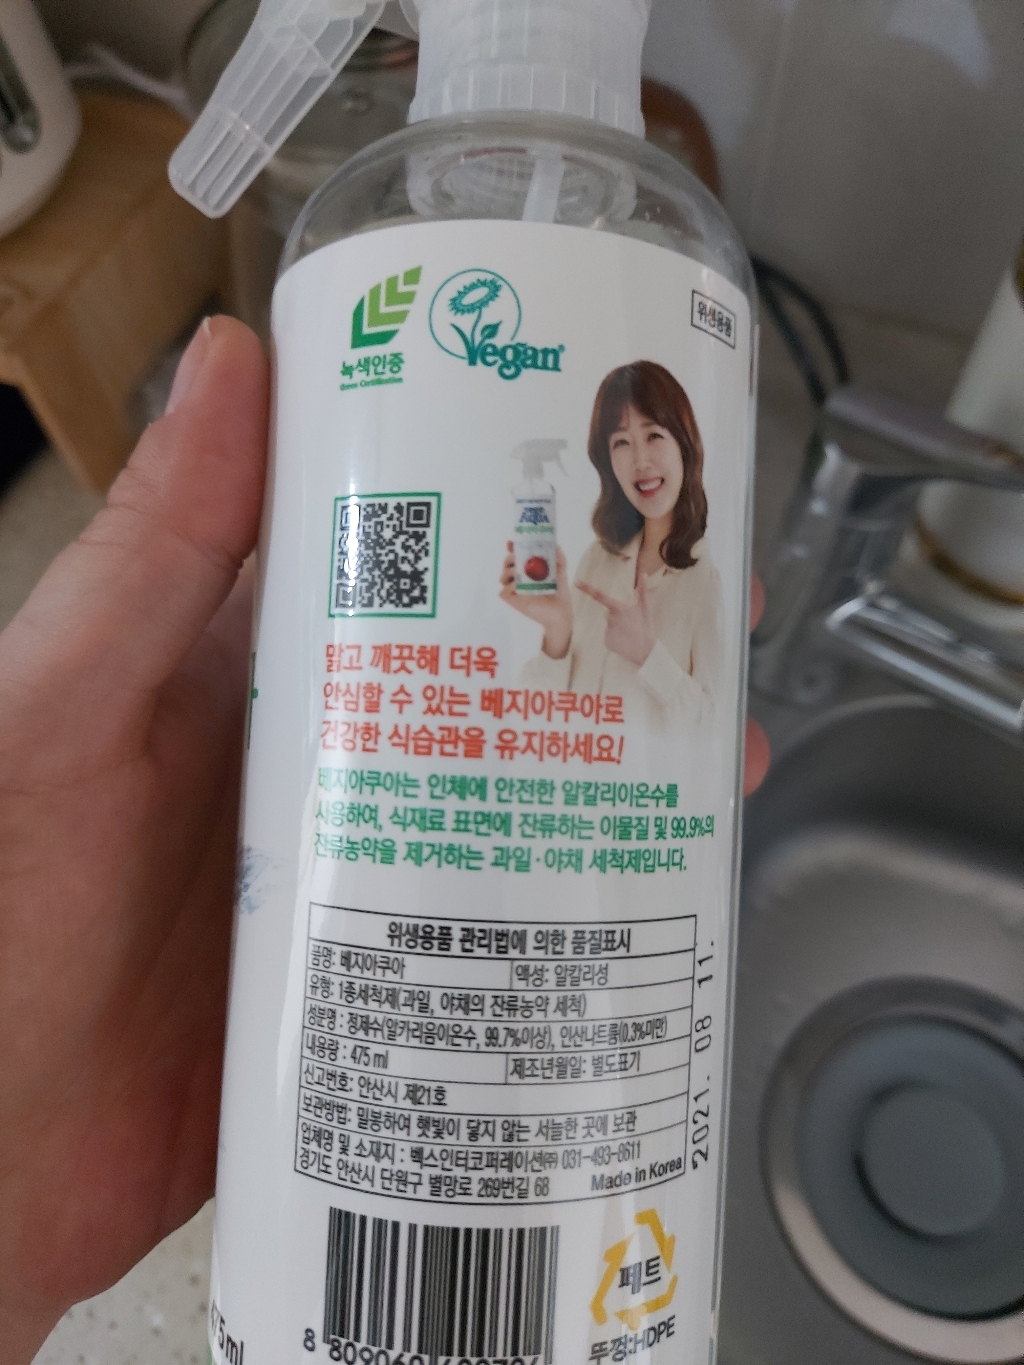 녹색인증
Green Certification
Vegan
위생용품
AQUA
맑고 깨끗해 더욱
안심할 수 있는 베지아쿠아로
건강한 식습관을 유지하세요!
베지아쿠아는 인체에 안전한 알칼리이온수를
사용하여, 식재료 표면에 잔류하는 이물질 및 99.9%의
잔류농약을 제거하는 과일·야채 세척제입니다.
위생용품 관리법에 의한 품질표시
품명: 베지아쿠아 액성: 알칼리성
유형: 1종세척제(과일, 야채의 잔류농약 세척)
성분명 : 정제수(알카리음이온수, 99.7%이상), 인산나트륨(0.3%미만)
내용량 : 475 ml 제조년월일: 별도표기
신고번호: 안산시 제21호
보관방법: 밀봉하여 햇빛이 닿지 않는 서늘한 곳에 보관
업체명 및 소재지 : 벡스인터코퍼레이션㈜ 031-493-8611
경기도 안산시 단원구 별망로 269번길 68 Made in Korea
2021. 08 11.
페트
뚜껑:HDPE
475ml